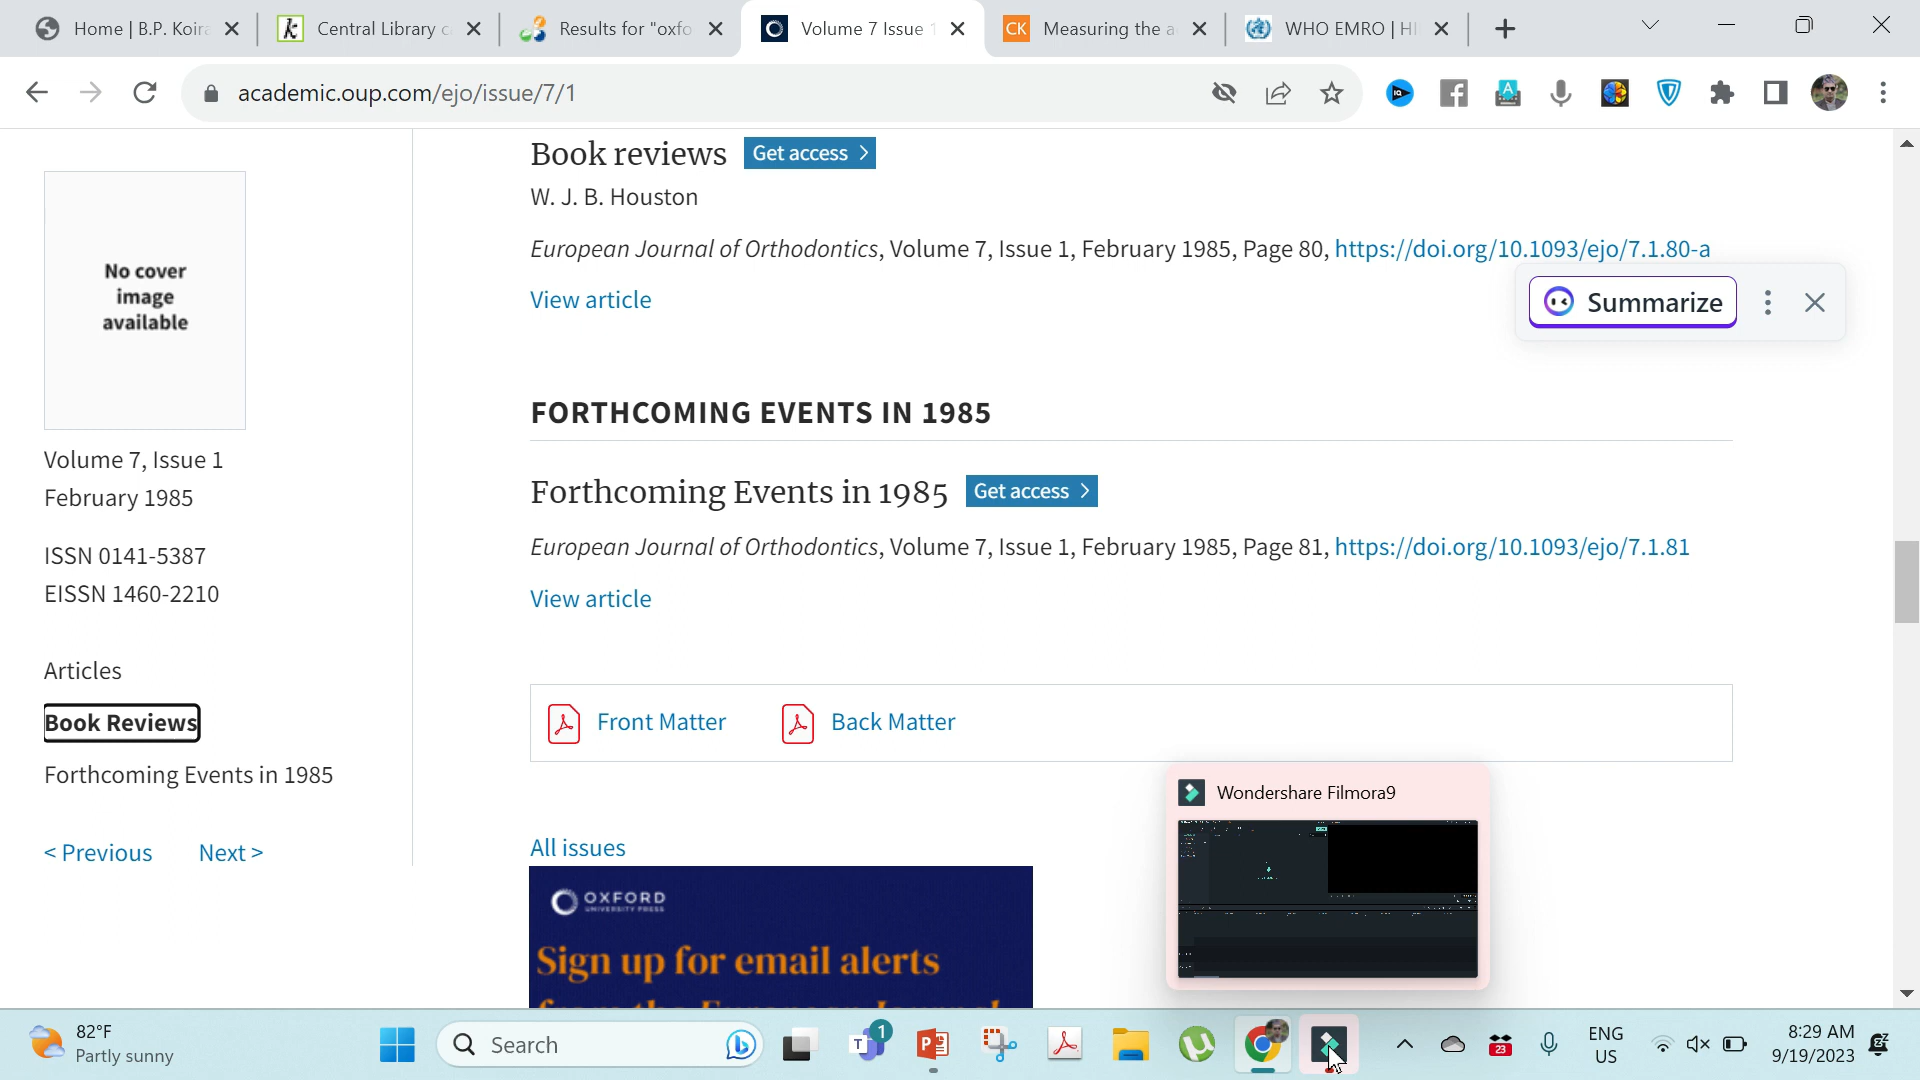 Home | B.P. Koira
Central Library c
Results for "oxfo
Volume 7 Issue 1
CK
Measuring the a
WHO EMRO | HI
academic.oup.com/ejo/issue/7/1
Book reviews
Get access >
W. J. B. Houston
No cover
image
available
European Journal of Orthodontics, Volume 7, Issue 1, February 1985, Page 80, https://doi.org/10.1093/ejo/7.1.80-a
View article
Summarize
FORTHCOMING EVENTS IN 1985
Volume 7, Issue 1
February 1985
Forthcoming Events in 1985
Get access >
ISSN 0141-5387
EISSN 1460-2210
European Journal of Orthodontics, Volume 7, Issue 1, February 1985, Page 81, https://doi.org/10.1093/ejo/7.1.81
View article
Articles
Book Reviews
Front Matter
Back Matter
Forthcoming Events in 1985
Wondershare Filmora9
< Previous
Next >
All issues
OXFORD
UNIVERSITY PRESS
Sign up for email alerts
82°F
Partly sunny
Search
1
23
ENG
US
8:29 AM
9/19/2023